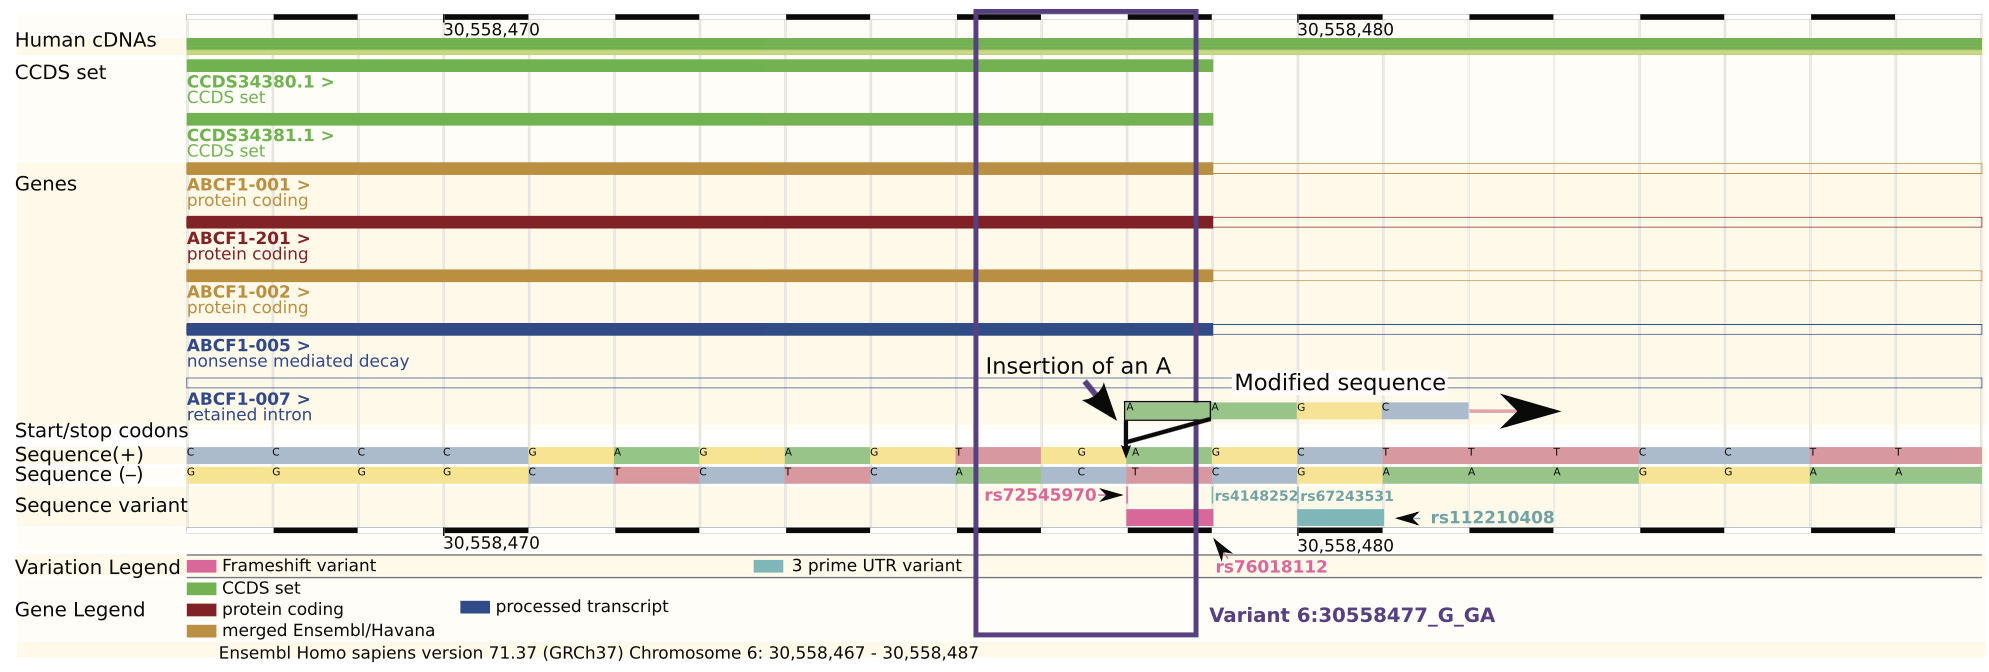 30,558,470 30,558,480
Human cDNAs
CCDS set
CCDS34380.1 >
CCDS set
CCDS34381.1 >
CCDS set
Genes
ABCF1-001 >
protein coding
ABCF1-201 >
protein coding
ABCF1-002 >
protein coding
ABCF1-005 >
nonsense mediated decay
Insertion of an A
Modified sequence
ABCF1-007 >
retained intron
A A G C
Start/stop codons
Sequence(+) C C C C G A G A G T G A G C T T T C C T T
Sequence (–) G G G G C T C T C A C T C G A A A G G A A
rs72545970 rs4148252 rs67243531
Sequence variant
rs112210408
30,558,470 30,558,480
rs76018112
Variation Legend Frameshift variant 3 prime UTR variant
CCDS set
Gene Legend protein coding processed transcript
merged Ensembl/Havana
Variant 6:30558477_G_GA
Ensembl Homo sapiens version 71.37 (GRCh37) Chromosome 6: 30,558,467 - 30,558,487